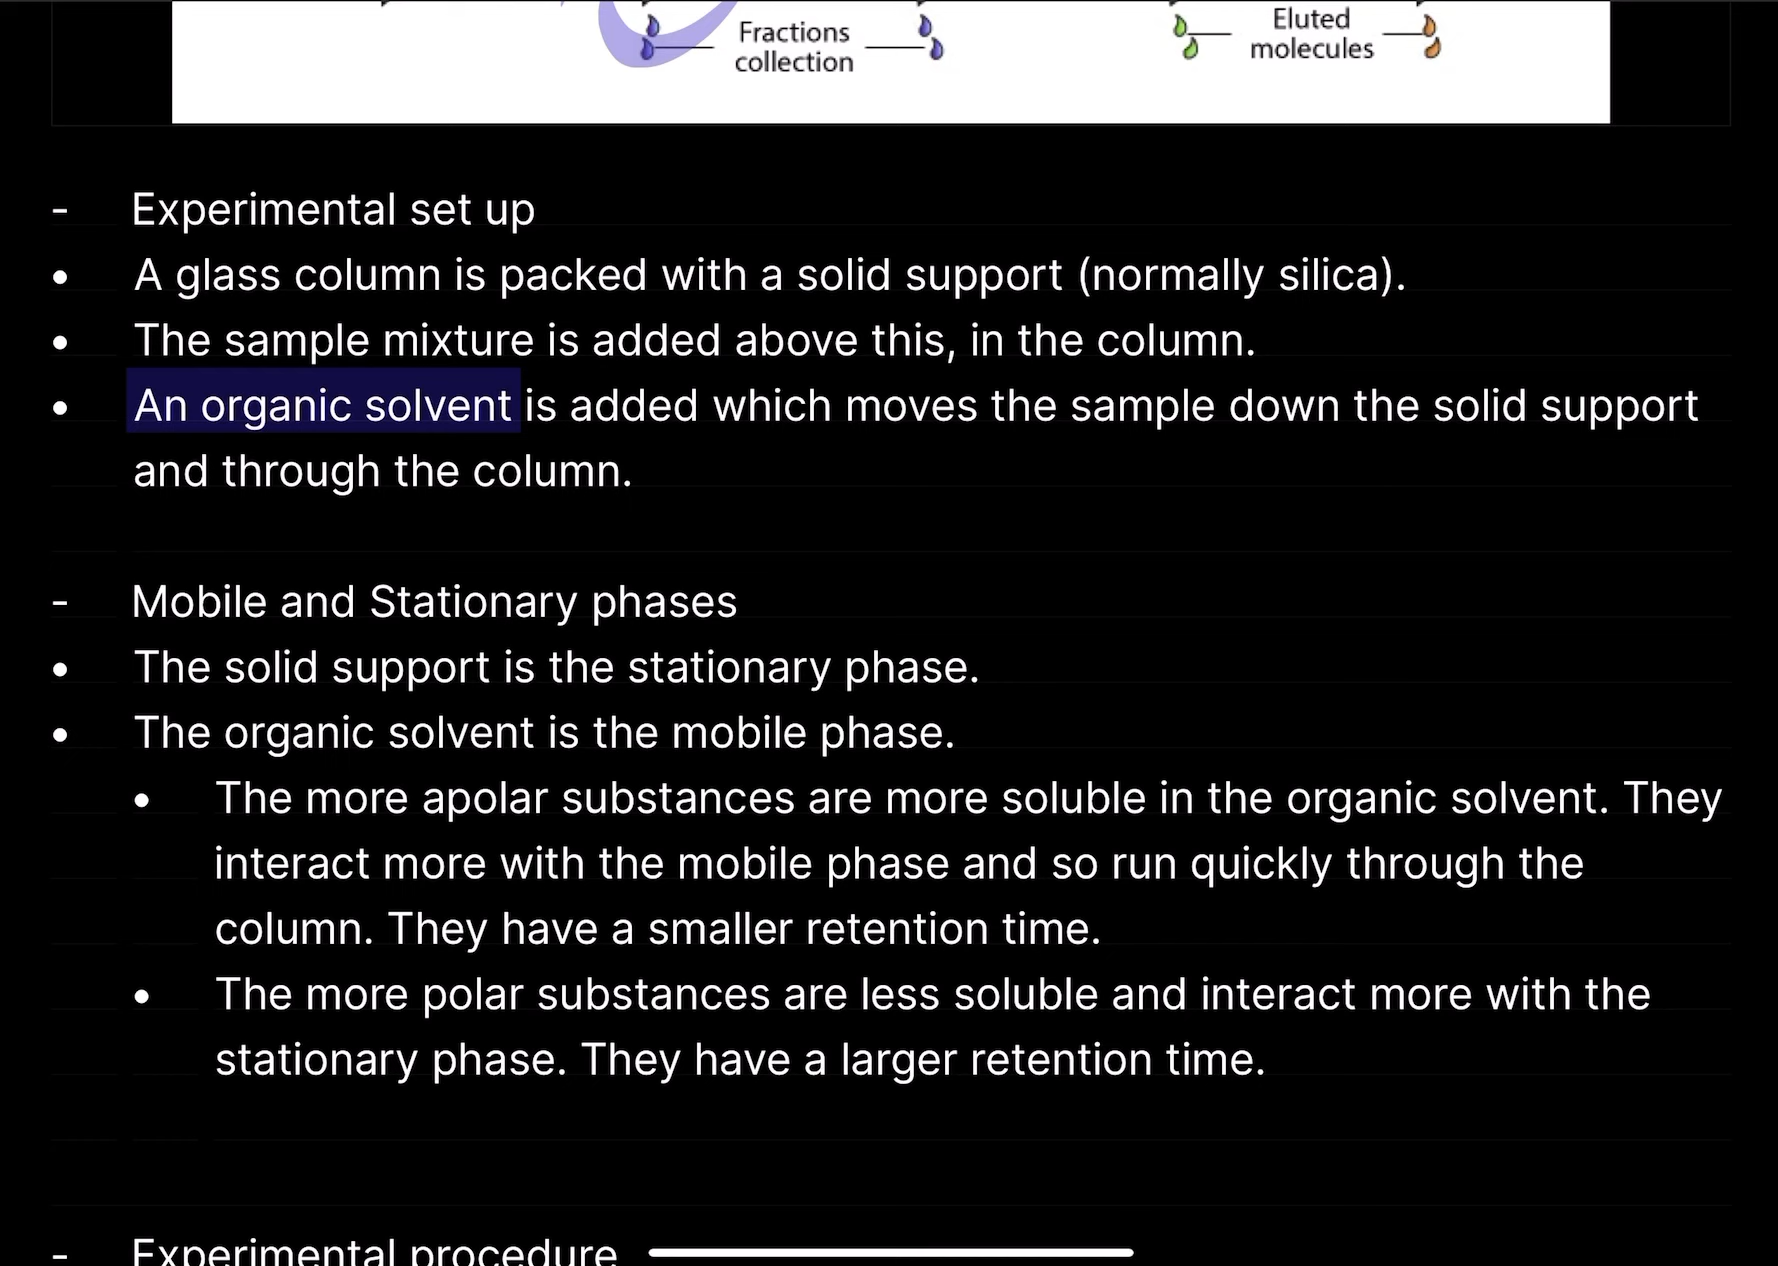 Fractions
collection
Eluted
molecules
- Experimental set up
• A glass column is packed with a solid support (normally silica).
• The sample mixture is added above this, in the column.
• An organic solvent is added which moves the sample down the solid support
and through the column.
- Mobile and Stationary phases
• The solid support is the stationary phase.
• The organic solvent is the mobile phase.
• The more apolar substances are more soluble in the organic solvent. They
interact more with the mobile phase and so run quickly through the
column. They have a smaller retention time.
• The more polar substances are less soluble and interact more with the
stationary phase. They have a larger retention time.
- Experimental procedure